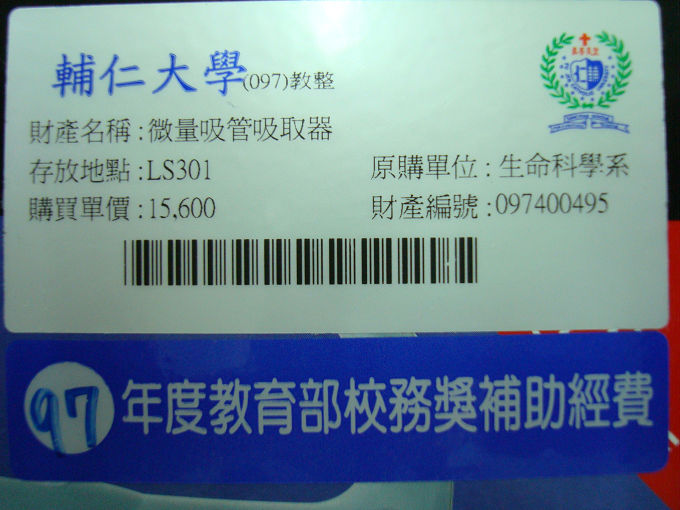 輔仁大學(097)教整
財產名稱:微量吸管吸取器
存放地點:LS301 原購單位:生命科學系
購買單價:15,600 財產編號:097400495
97年度教育部校務獎補助經費